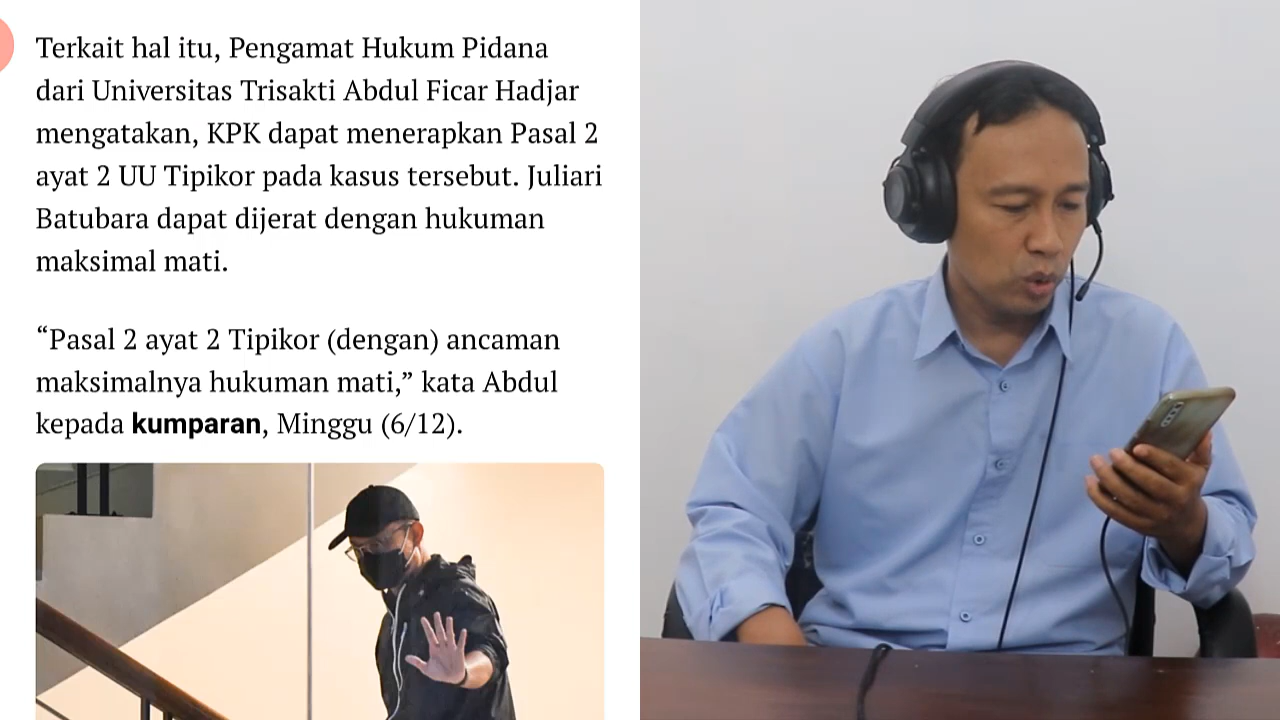 Terkait hal itu, Pengamat Hukum Pidana
dari Universitas Trisakti Abdul Ficar Hadjar
mengatakan, KPK dapat menerapkan Pasal 2
ayat 2 UU Tipikor pada kasus tersebut. Juliari
Batubara dapat dijerat dengan hukuman
maksimal mati.
“Pasal 2 ayat 2 Tipikor (dengan) ancaman
maksimalnya hukuman mati,” kata Abdul
kepada kumparan, Minggu (6/12).